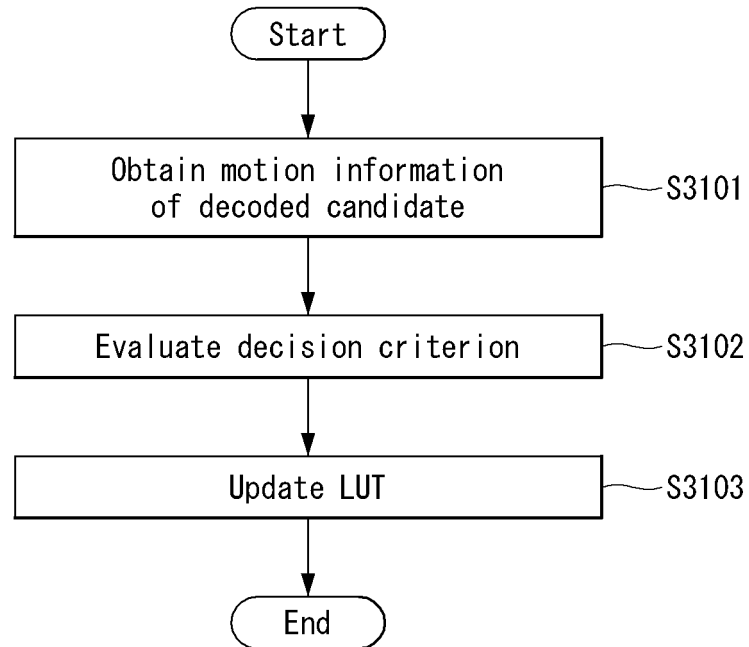 Start
Obtain motion information
of decoded candidate
S3101
Evaluate decision criterion
S3102
Update LUT
S3103
End